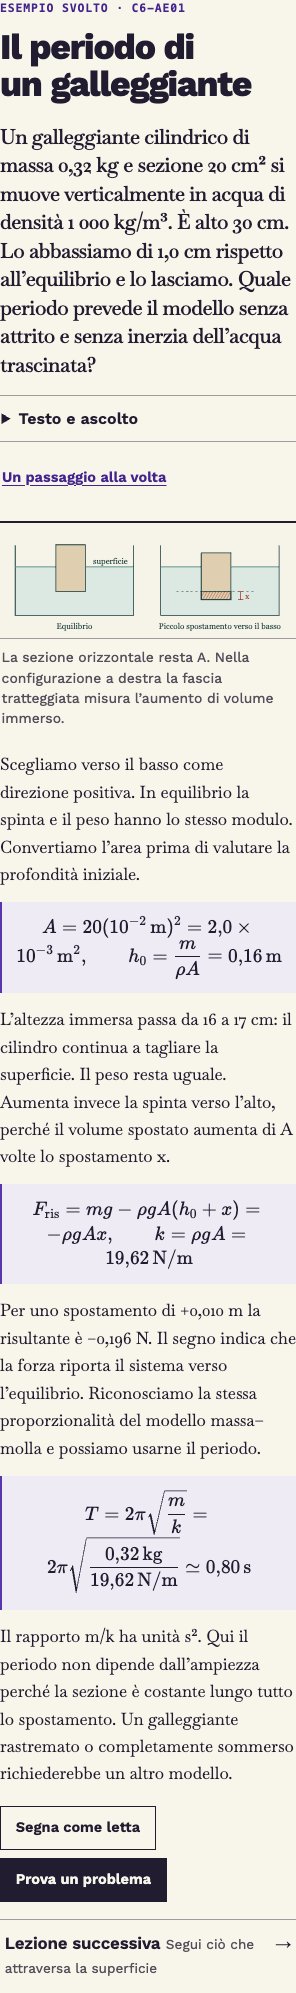 ESEMPIO SVOLTO · C6–AE01
Il periodo di
un galleggiante
Un galleggiante cilindrico di
massa 0,32 kg e sezione 20 cm² si
muove verticalmente in acqua di
densità 1 000 kg/m³. È alto 30 cm.
Lo abbassiamo di 1,0 cm rispetto
all’equilibrio e lo lasciamo. Quale
periodo prevede il modello senza
attrito e senza inerzia dell’acqua
trascinata?
▶ Testo e ascolto
Un passaggio alla volta
superficie
x
Equilibrio
Piccolo spostamento verso il basso
La sezione orizzontale resta A. Nella
configurazione a destra la fascia
tratteggiata misura l’aumento di volume
immerso.
Scegliamo verso il basso come
direzione positiva. In equilibrio la
spinta e il peso hanno lo stesso modulo.
Convertiamo l’area prima di valutare la
profondità iniziale.
A = 20(10⁻² m)² = 2,0 ×
10⁻³ m², h₀ = m/ρA = 0,16 m
L’altezza immersa passa da 16 a 17 cm: il
cilindro continua a tagliare la
superficie. Il peso resta uguale.
Aumenta invece la spinta verso l’alto,
perché il volume spostato aumenta di A
volte lo spostamento x.
F_ris = mg − ρgA(h₀ + x) =
−ρgAx, k = ρgA =
19,62 N/m
Per uno spostamento di +0,010 m la
risultante è −0,196 N. Il segno indica che
la forza riporta il sistema verso
l’equilibrio. Riconosciamo la stessa
proporzionalità del modello massa–
molla e possiamo usarne il periodo.
T = 2π√(m/k) =
2π√(0,32 kg/19,62 N/m) ≃ 0,80 s
Il rapporto m/k ha unità s². Qui il
periodo non dipende dall’ampiezza
perché la sezione è costante lungo tutto
lo spostamento. Un galleggiante
rastremato o completamente sommerso
richiederebbe un altro modello.
Segna come letta
Prova un problema
Lezione successiva Segui ciò che →
attraversa la superficie